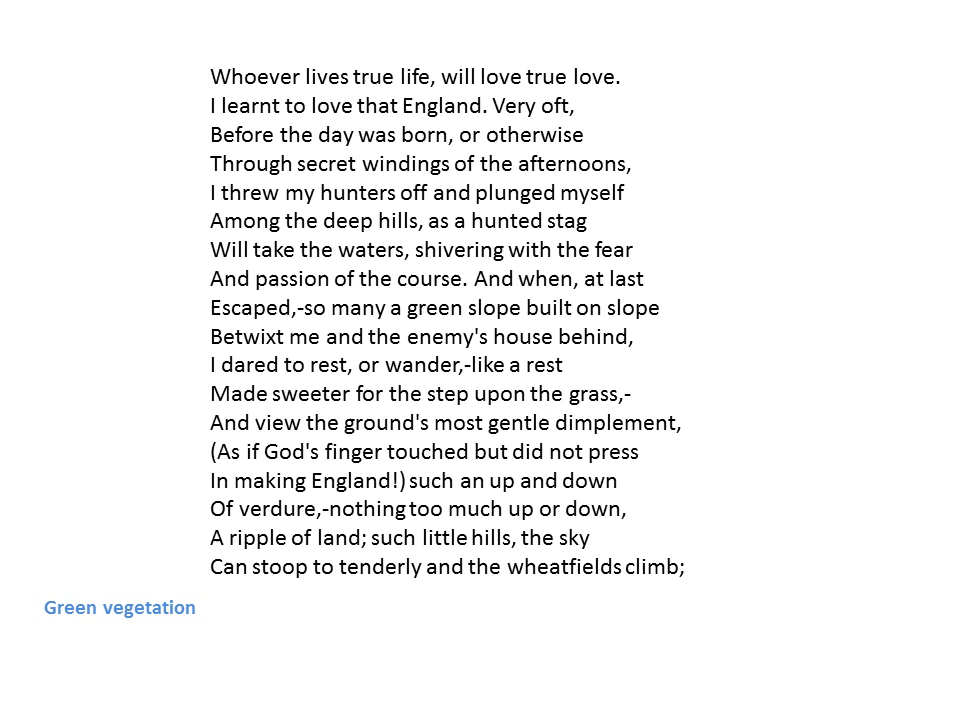 Whoever lives true life, will love true love.
I learnt to love that England. Very oft,
Before the day was born, or otherwise
Through secret windings of the afternoons,
I threw my hunters off and plunged myself
Among the deep hills, as a hunted stag
Will take the waters, shivering with the fear
And passion of the course. And when, at last
Escaped,-so many a green slope built on slope
Betwixt me and the enemy's house behind,
I dared to rest, or wander,-like a rest
Made sweeter for the step upon the grass,-
And view the ground's most gentle dimplement,
(As if God's finger touched but did not press
In making England!) such an up and down
Of verdure,-nothing too much up or down,
A ripple of land; such little hills, the sky
Can stoop to tenderly and the wheatfields climb;
Green vegetation